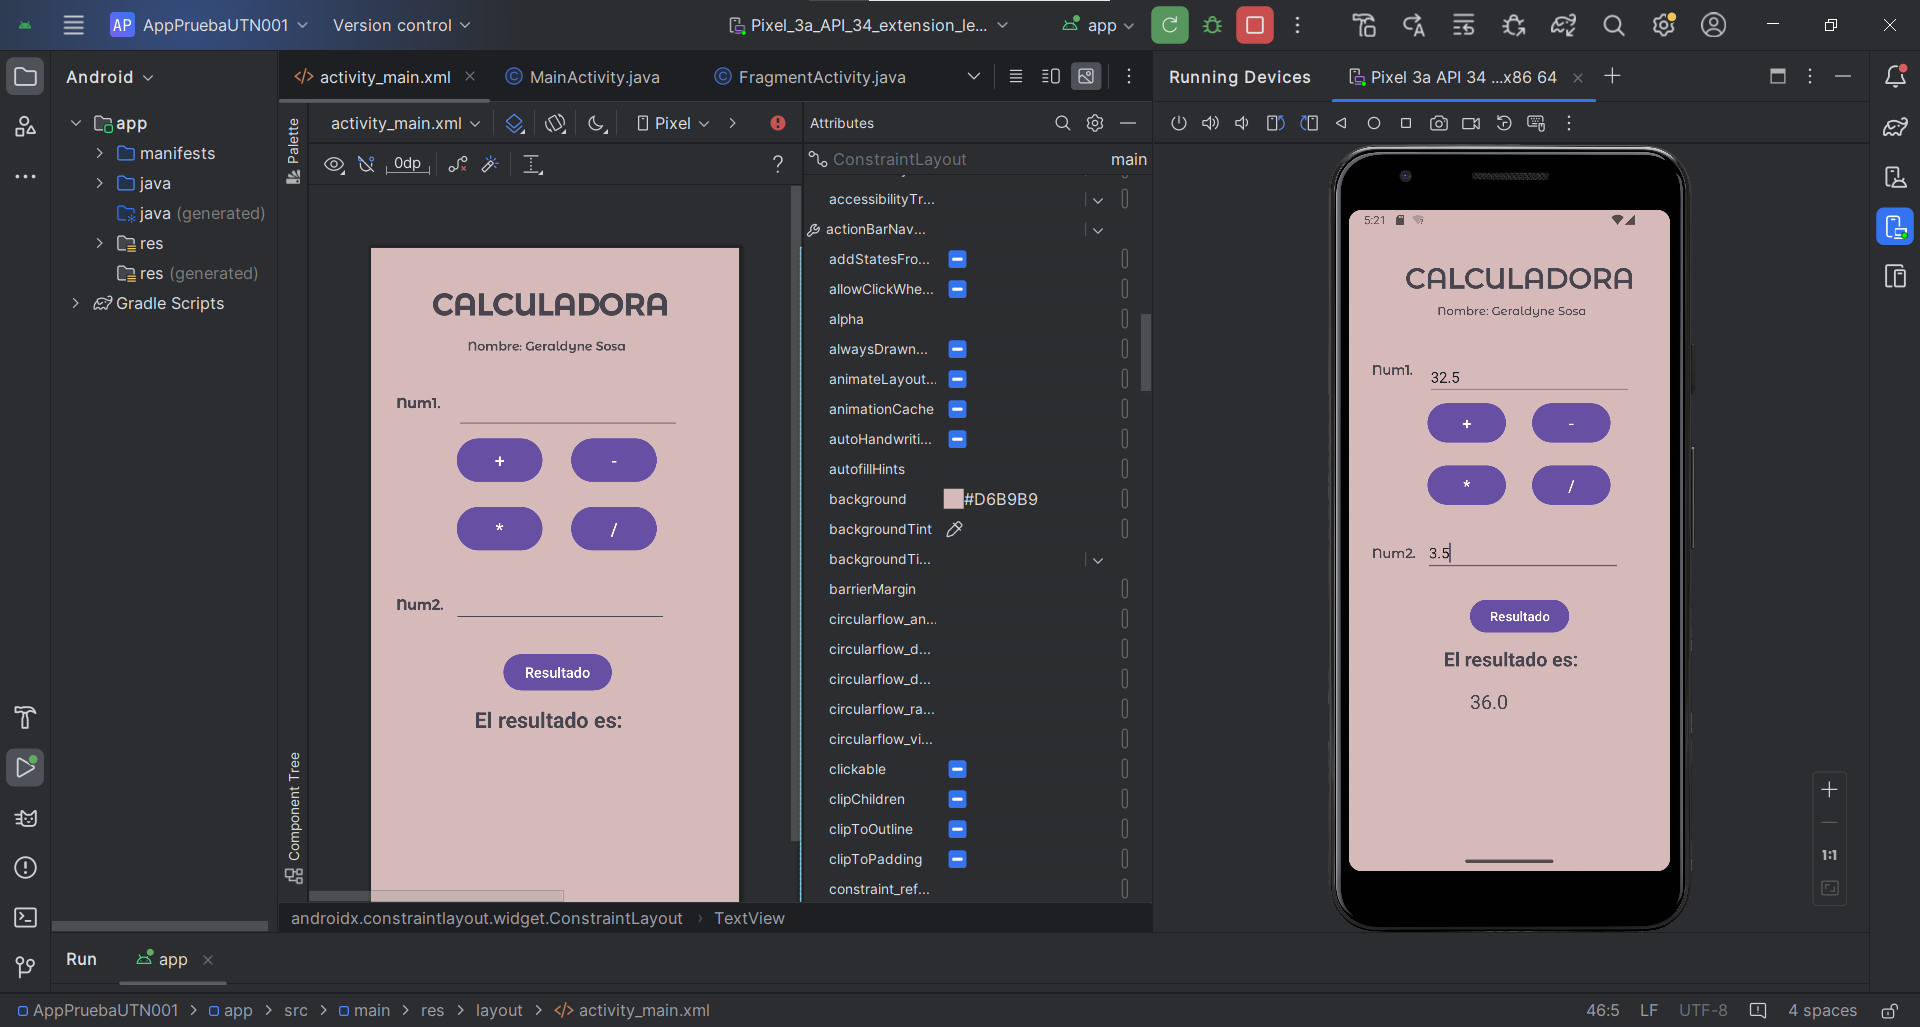 AP AppPruebaUTN001 Version control Pixel_3a_API_34_extension_le... app
Android
app
manifests
java
java (generated)
res
res (generated)
Gradle Scripts
activity_main.xml MainActivity.java FragmentActivity.java
activity_main.xml Pixel
0dp ?
Palette
Component Tree
CALCULADORA
Nombre: Geraldyne Sosa
Num1.
+ -
* /
Num2.
Resultado
El resultado es:
Attributes
ConstraintLayout main
accessibilityTr...
actionBarNav...
addStatesFro...
allowClickWhe...
alpha
alwaysDrawn...
animateLayout...
animationCache
autoHandwriti...
autofillHints
background #D6B9B9
backgroundTint
backgroundTi...
barrierMargin
circularflow_an...
circularflow_d...
circularflow_d...
circularflow_ra...
circularflow_vi...
clickable
clipChildren
clipToOutline
clipToPadding
constraint_ref...
androidx.constraintlayout.widget.ConstraintLayout TextView
Running Devices Pixel 3a API 34 ...x86 64
5:21
CALCULADORA
Nombre: Geraldyne Sosa
Num1. 32.5
+ -
* /
Num2. 3.5
Resultado
El resultado es:
36.0
1:1
Run app
AppPruebaUTN001 app src main res layout activity_main.xml
46:5 LF UTF-8 4 spaces